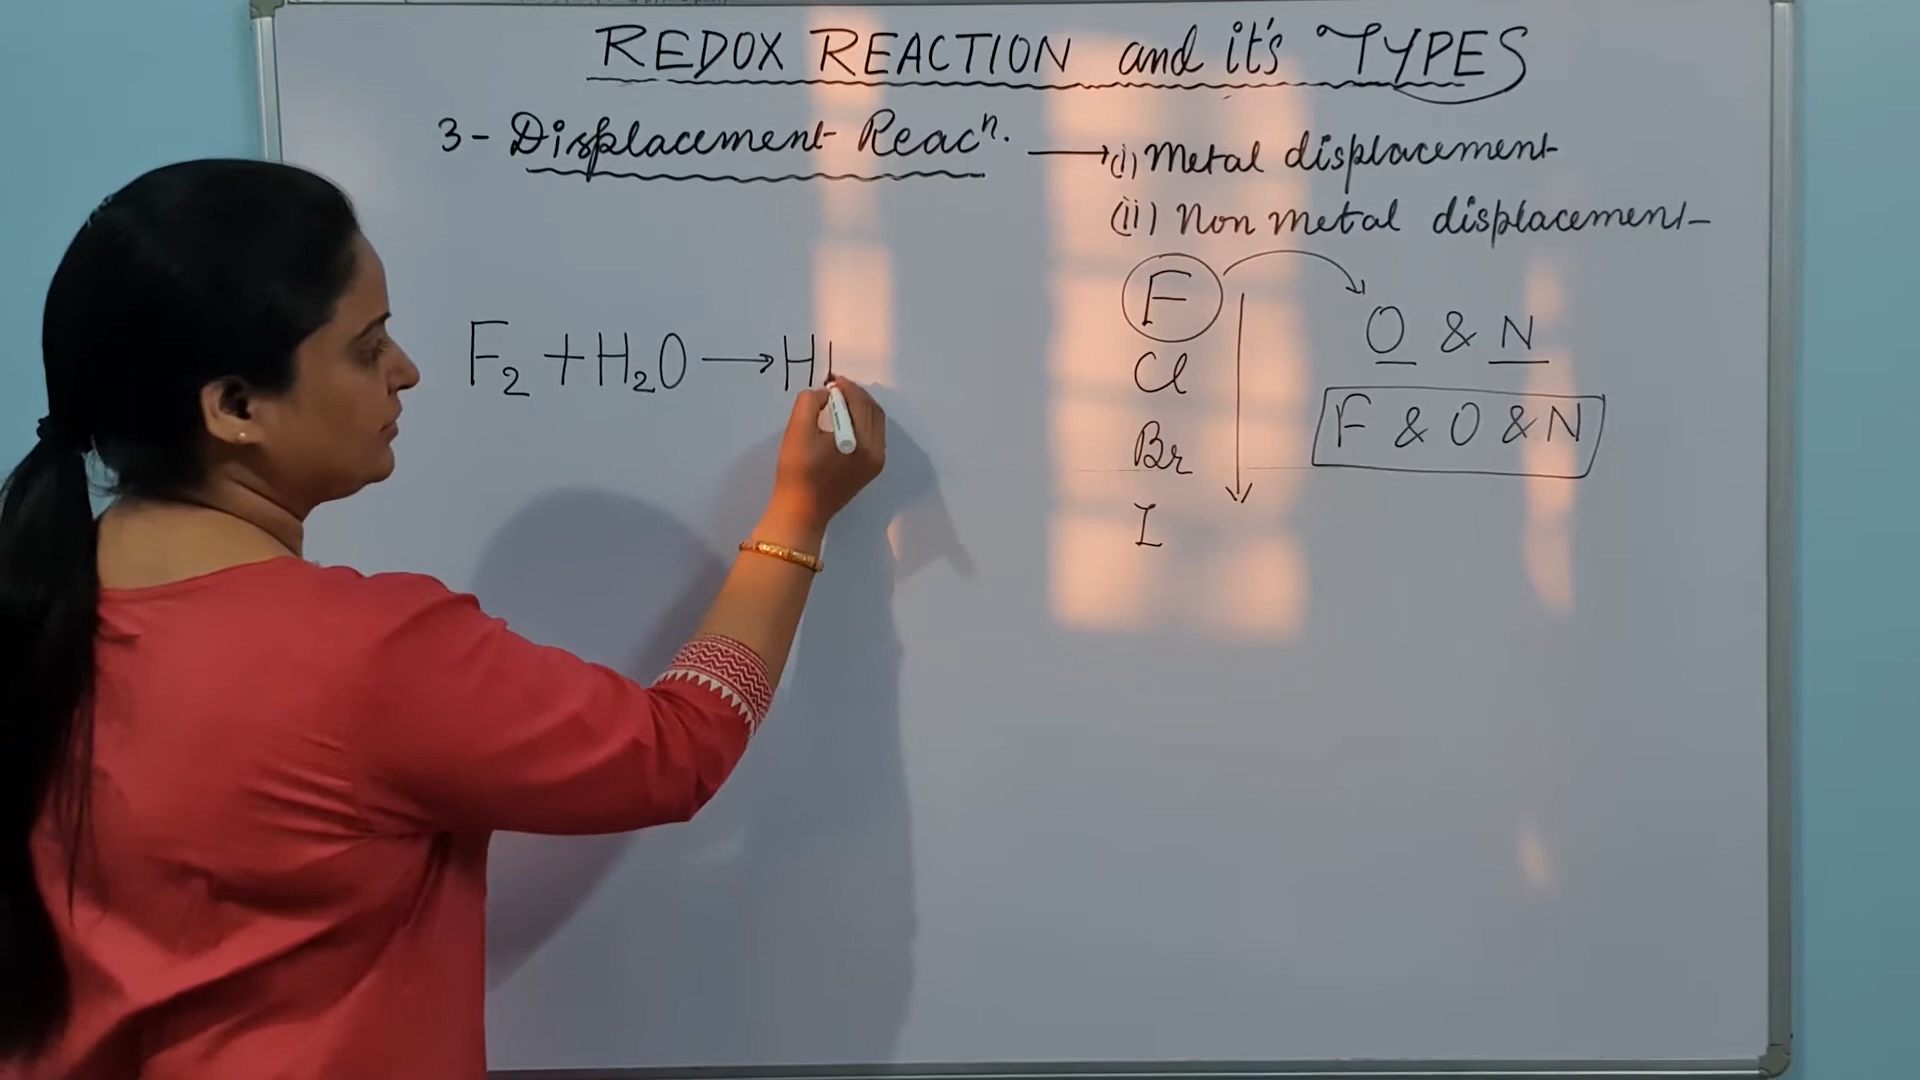 REDOX REACTION and it's TYPES
3- Displacement Reacⁿ. → (i) Metal displacement
(ii) Non metal displacement
F
O & N
F₂ + H₂O → H
Cl
F & O & N
Br
I